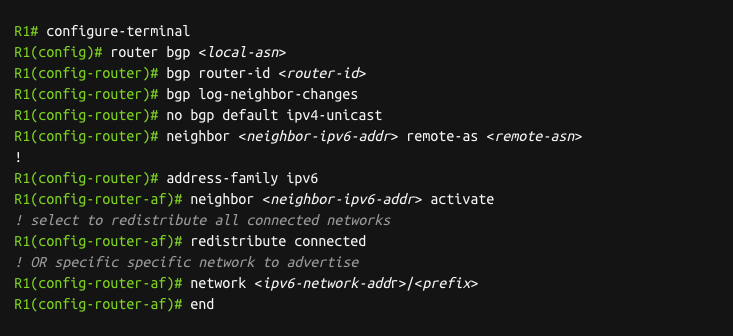 R1# configure-terminal
R1(config)# router bgp <local-asn>
R1(config-router)# bgp router-id <router-id>
R1(config-router)# bgp log-neighbor-changes
R1(config-router)# no bgp default ipv4-unicast
R1(config-router)# neighbor <neighbor-ipv6-addr> remote-as <remote-asn>
!
R1(config-router)# address-family ipv6
R1(config-router-af)# neighbor <neighbor-ipv6-addr> activate
! select to redistribute all connected networks
R1(config-router-af)# redistribute connected
! OR specific specific network to advertise
R1(config-router-af)# network <ipv6-network-addr>|<prefix>
R1(config-router-af)# end